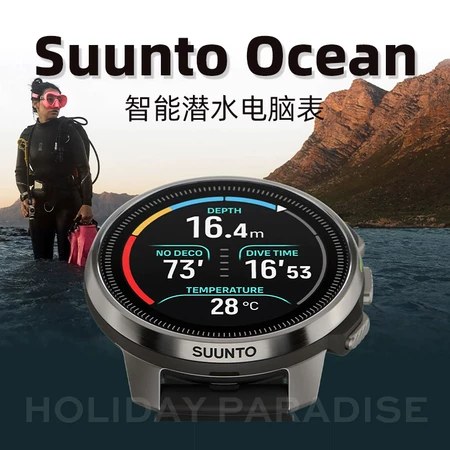 Suunto Ocean
智能潜水电脑表
DEPTH
16.4m
NO DECO
73’
DIVE TIME
16’53
TEMPERATURE
28 °C
SUUNTO
HOLIDAY PARADISE